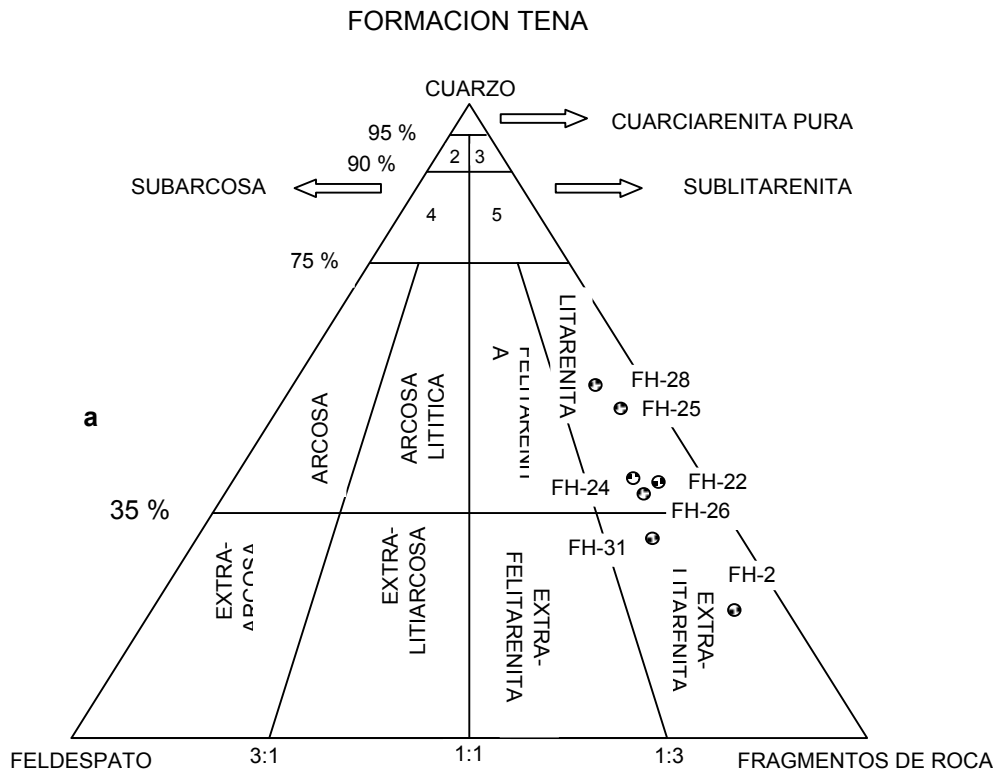 FORMACION TENA
CUARZO
95 %
CUARCIARENITA PURA
2
3
90 %
SUBARCOSA
SUBLITARENITA
4
5
75 %
LITARENITA
ARCOSA
ARCOSA
LITITICA
FH-28
FH-25
a
FH-24
FH-22
35 %
FH-26
FH-31
FH-2
EXTRA-
EXTRA-
LITIARCOSA
EXTRA-
FELITARENITA
EXTRA-
FELDESPATO
3:1
1:1
1:3
FRAGMENTOS DE ROCA